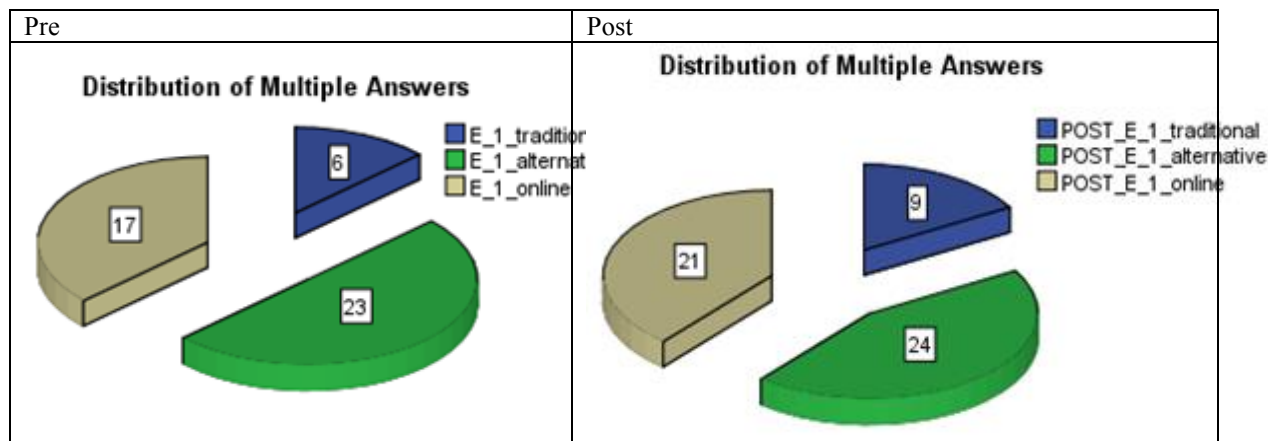 Pre
Post
Distribution of Multiple Answers
E_1_tradition
E_1_alternat
E_1_online
6
17
23
Distribution of Multiple Answers
POST_E_1_traditional
POST_E_1_alternative
POST_E_1_online
9
21
24